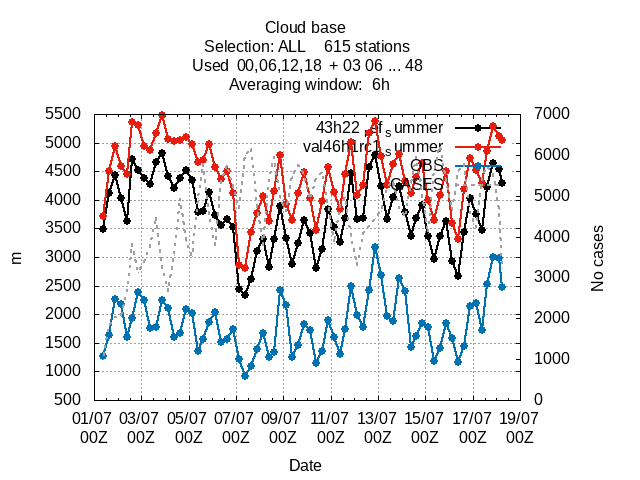 Cloud base
Selection: ALL    615 stations
Used  00,06,12,18  + 03 06 ... 48
Averaging window:  6h
5500
5000
4500
4000
3500
3000
2500
2000
1500
1000
500
m
7000
6000
5000
4000
3000
2000
1000
0
No cases
43h22_ref_summer
val46h1rc1_summer
OBS
CASES
01/07 03/07 05/07 07/07 09/07 11/07 13/07 15/07 17/07 19/07
00Z 00Z 00Z 00Z 00Z 00Z 00Z 00Z 00Z 00Z
Date